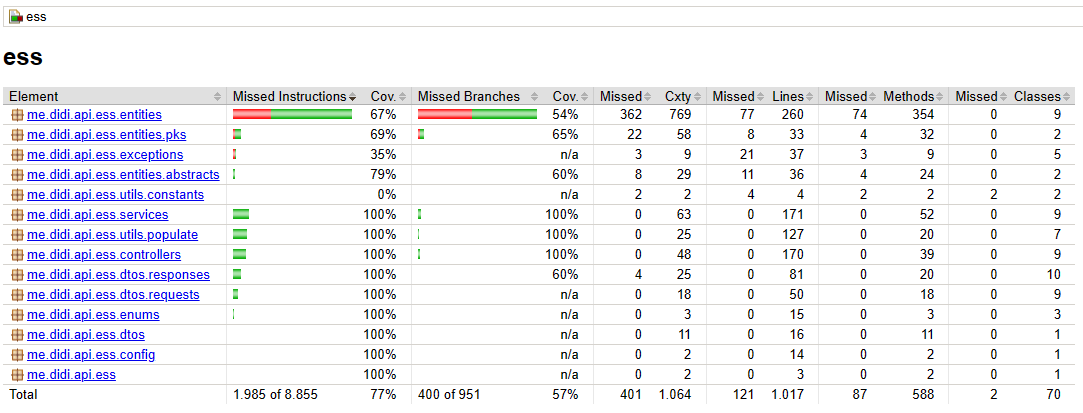 ess
ess
Element Missed Instructions Cov. Missed Branches Cov. Missed Cxty Missed Lines Missed Methods Missed Classes
me.didi.api.ess.entities 67% 54% 362 769 77 260 74 354 0 9
me.didi.api.ess.entities.pks 69% 65% 22 58 8 33 4 32 0 2
me.didi.api.ess.exceptions 35% n/a 3 9 21 37 3 9 0 5
me.didi.api.ess.entities.abstracts 79% 60% 8 29 11 36 4 24 0 2
me.didi.api.ess.utils.constants 0% n/a 2 2 4 4 2 2 2 2
me.didi.api.ess.services 100% 100% 0 63 0 171 0 52 0 9
me.didi.api.ess.utils.populate 100% 100% 0 25 0 127 0 20 0 7
me.didi.api.ess.controllers 100% 100% 0 48 0 170 0 39 0 9
me.didi.api.ess.dtos.responses 100% 60% 4 25 0 81 0 20 0 10
me.didi.api.ess.dtos.requests 100% n/a 0 18 0 50 0 18 0 9
me.didi.api.ess.enums 100% n/a 0 3 0 15 0 3 0 3
me.didi.api.ess.dtos 100% n/a 0 11 0 16 0 11 0 1
me.didi.api.ess.config 100% n/a 0 2 0 14 0 2 0 1
me.didi.api.ess 100% n/a 0 2 0 3 0 2 0 1
Total 1.985 of 8.855 77% 400 of 951 57% 401 1.064 121 1.017 87 588 2 70